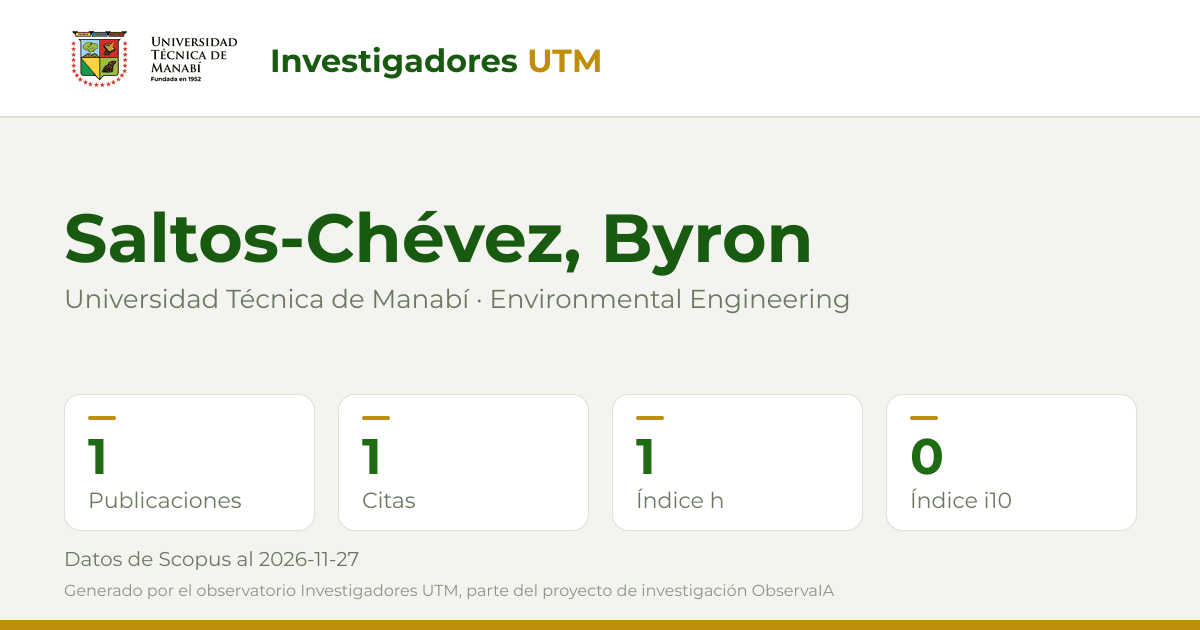 UNIVERSIDAD
TÉCNICA DE
MANABÍ
Fundada en 1952
Investigadores UTM
Saltos-Chévez, Byron
Universidad Técnica de Manabí · Environmental Engineering
1
Publicaciones
1
Citas
1
Índice h
0
Índice i10
Datos de Scopus al 2026-11-27
Generado por el observatorio Investigadores UTM, parte del proyecto de investigación ObservaIA